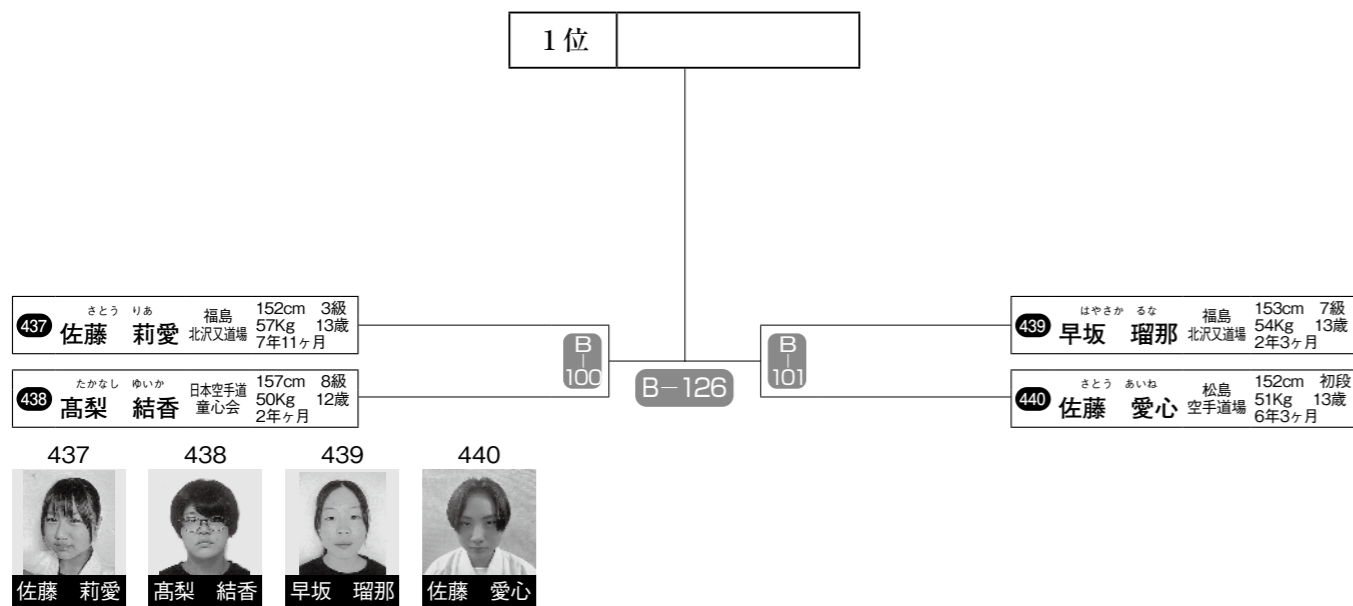 1位
さとう りあ
437 佐藤 莉愛 福島 北沢又道場 152cm 3級
57Kg 13歳
7年11ヶ月
たかなし ゆいか
438 髙梨 結香 日本空手道 童心会 157cm 8級
50Kg 12歳
2年ヶ月
B-100
B-126
B-101
はやさか るな
439 早坂 瑠那 福島 北沢又道場 153cm 7級
54Kg 13歳
2年3ヶ月
さとう あいね
440 佐藤 愛心 松島 空手道場 152cm 初段
51Kg 13歳
6年3ヶ月
437 438 439 440
佐藤 莉愛 髙梨 結香 早坂 瑠那 佐藤 愛心